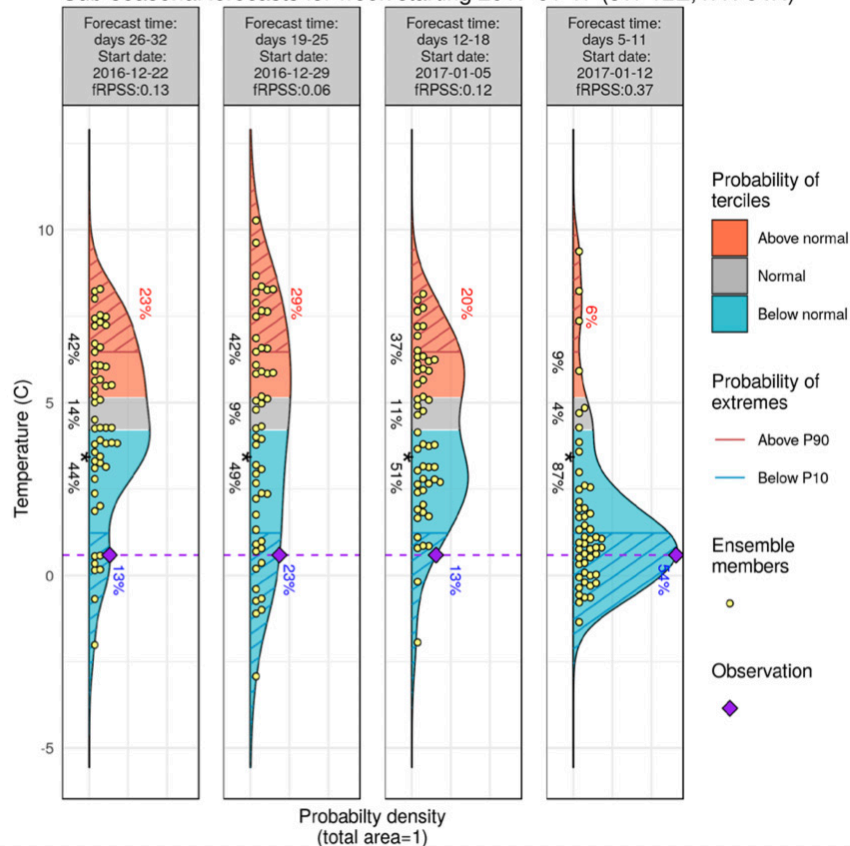 Forecast time:
days 26-32
Start date:
2016-12-22
fRPSS:0.13
Forecast time:
days 19-25
Start date:
2016-12-29
fRPSS:0.06
Forecast time:
days 12-18
Start date:
2017-01-05
fRPSS:0.12
Forecast time:
days 5-11
Start date:
2017-01-12
fRPSS:0.37
Temperature (C)
10
5
0
-5
23%
42%
14%
44%
13%
*
29%
42%
9%
49%
23%
*
20%
37%
11%
51%
13%
*
6%
9%
4%
87%
54%
*
Probabilty density
(total area=1)
Probability of
terciles
Above normal
Normal
Below normal
Probability of
extremes
Above P90
Below P10
Ensemble
members
Observation